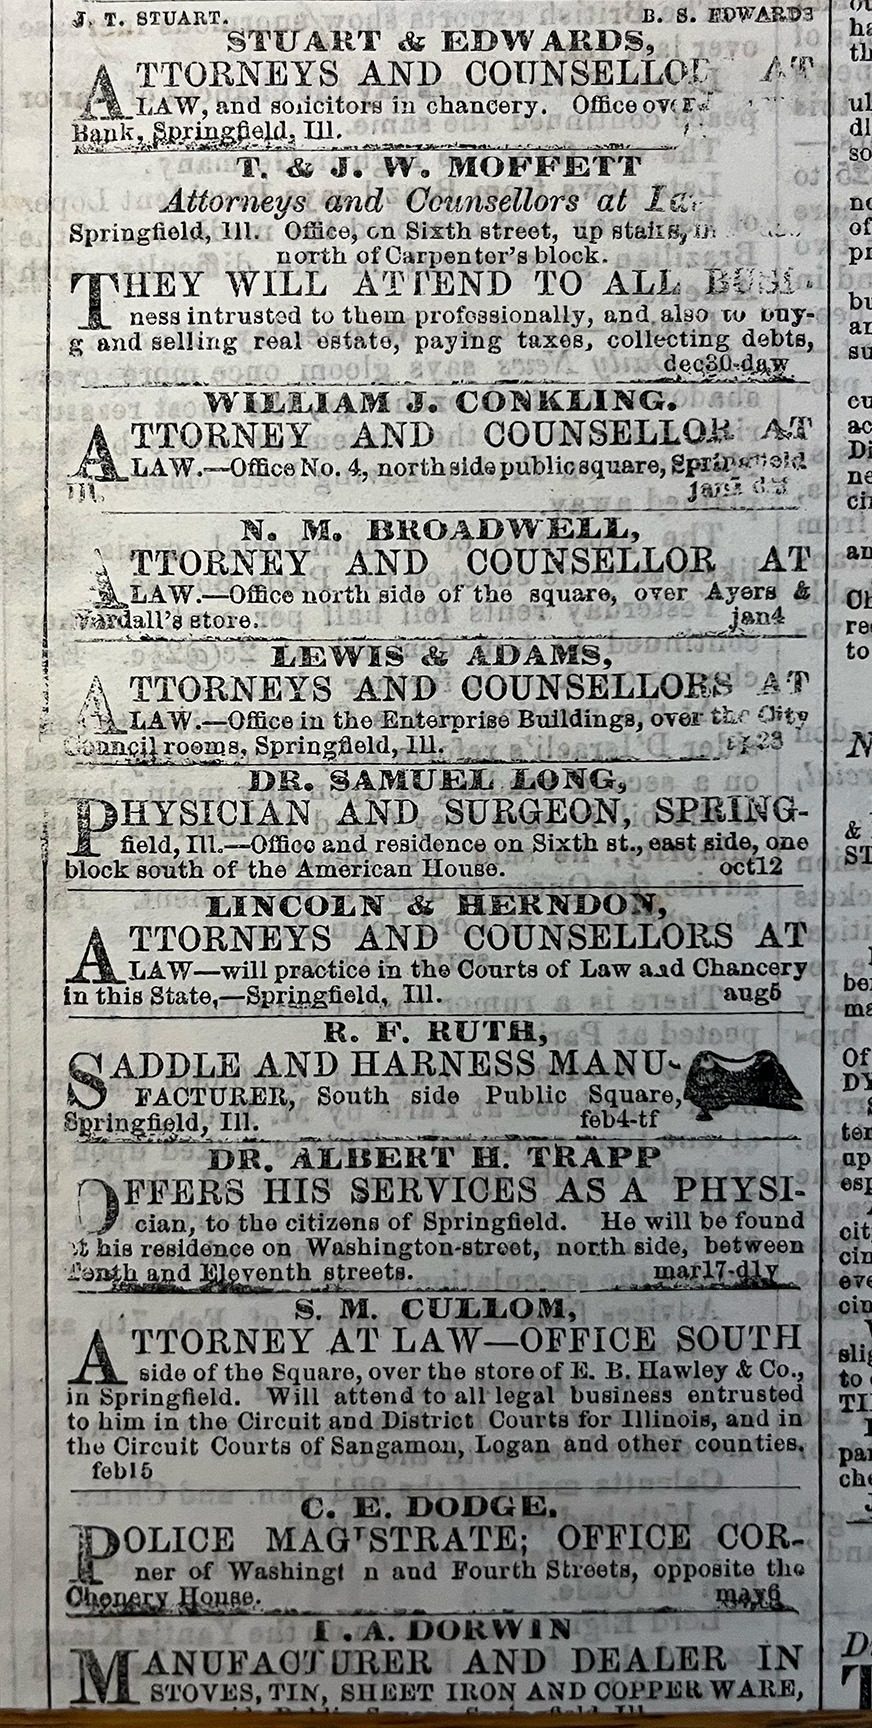 J. T. STUART. B. S. EDWARDS
STUART & EDWARDS,
ATTORNEYS AND COUNSELLOR AT
LAW, and solicitors in chancery. Office over
Bank, Springfield, Ill.
T. & J. W. MOFFETT
Attorneys and Counsellors at Law
Springfield, Ill. Office, on Sixth street, up stairs,
north of Carpenter's block.
THEY WILL ATTEND TO ALL BUSI-
ness intrusted to them professionally, and also to buy-
g and selling real estate, paying taxes, collecting debts,
dec30-daw
WILLIAM J. CONKLING.
ATTORNEY AND COUNSELLOR AT
LAW.—Office No. 4, north side public square, Springfield
Ill.
N. M. BROADWELL,
ATTORNEY AND COUNSELLOR AT
LAW.—Office north side of the square, over Ayers &
Wardall's store. jan4
LEWIS & ADAMS,
ATTORNEYS AND COUNSELLORS AT
LAW.—Office in the Enterprise Buildings, over the City
Council rooms, Springfield, Ill.
DR. SAMUEL LONG,
PHYSICIAN AND SURGEON, SPRING-
field, Ill.—Office and residence on Sixth st., east side, one
block south of the American House. oct12
LINCOLN & HERNDON,
ATTORNEYS AND COUNSELLORS AT
LAW—will practice in the Courts of Law and Chancery
in this State,—Springfield, Ill. aug5
R. F. RUTH,
SADDLE AND HARNESS MANU-
FACTURER, South side Public Square,
Springfield, Ill. feb4-tf
DR. ALBERT H. TRAPP
OFFERS HIS SERVICES AS A PHYSI-
cian, to the citizens of Springfield. He will be found
at his residence on Washington-street, north side, between
Tenth and Eleventh streets. mar17-d1y
S. M. CULLOM,
ATTORNEY AT LAW—OFFICE SOUTH
side of the Square, over the store of E. B. Hawley & Co.,
in Springfield. Will attend to all legal business entrusted
to him in the Circuit and District Courts for Illinois, and in
the Circuit Courts of Sangamon, Logan and other counties.
feb15
C. E. DODGE.
POLICE MAGISTRATE; OFFICE COR-
ner of Washingt n and Fourth Streets, opposite the
Chenery House. may6
A. DORWIN
MANUFACTURER AND DEALER IN
STOVES, TIN, SHEET IRON AND COPPER WARE,